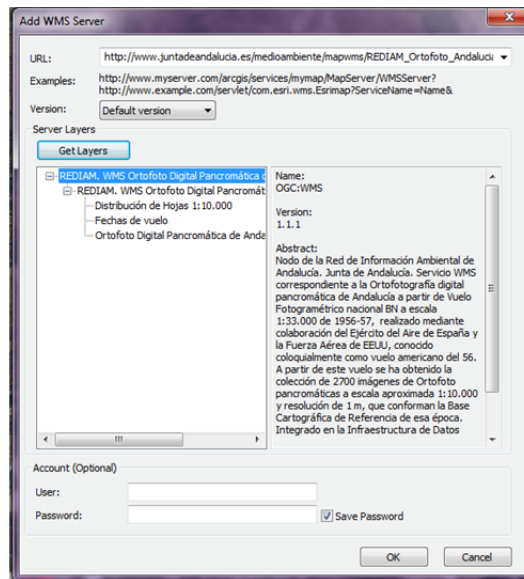 Add WMS Server
URL: http://www.juntadeandalucia.es/medioambiente/mapwms/REDIAM_Ortofoto_Andalucia
Examples: http://www.myserver.com/arcgis/services/mymap/MapServer/WMSServer?
http://www.example.com/servlet/com.esri.wms.Esrimap?ServiceName=Name&
Version: Default version
Server Layers
Get Layers
REDIAM. WMS Ortofoto Digital Pancromática d
REDIAM. WMS Ortofoto Digital Pancromát
Distribución de Hojas 1:10.000
Fechas de vuelo
Ortofoto Digital Pancromática de Anda
Name:
OGC:WMS
Version:
1.1.1
Abstract:
Nodo de la Red de Información Ambiental de
Andalucía. Junta de Andalucía. Servicio WMS
correspondiente a la Ortofotografía digital
pancromática de Andalucía a partir de Vuelo
Fotogramétrico nacional BN a escala
1:33.000 de 1956-57, realizado mediante
colaboración del Ejército del Aire de España y
la Fuerza Aérea de EEUU, conocido
coloquialmente como vuelo americano del 56.
A partir de este vuelo se ha obtenido la
colección de 2700 imágenes de Ortofoto
pancromáticas a escala aproximada 1:10.000
y resolución de 1 m, que conforman la Base
Cartográfica de Referencia de esa época.
Integrado en la Infraestructura de Datos
Account (Optional)
User:
Password:
Save Password
OK
Cancel